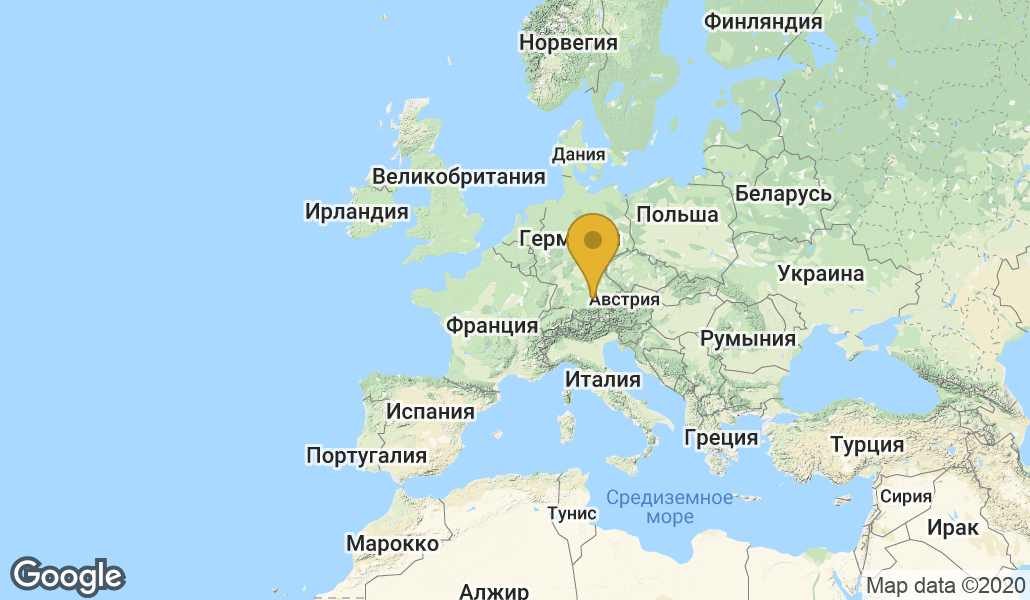 Финляндия
Норвегия
Дания
Великобритания
Беларусь
Ирландия
Польша
Украина
Австрия
Франция
Румыния
Италия
Испания
Греция
Турция
Португалия
Сирия
Средиземное
море
Тунис
Ирак
Марокко
Алжир
Google
Map data ©2020